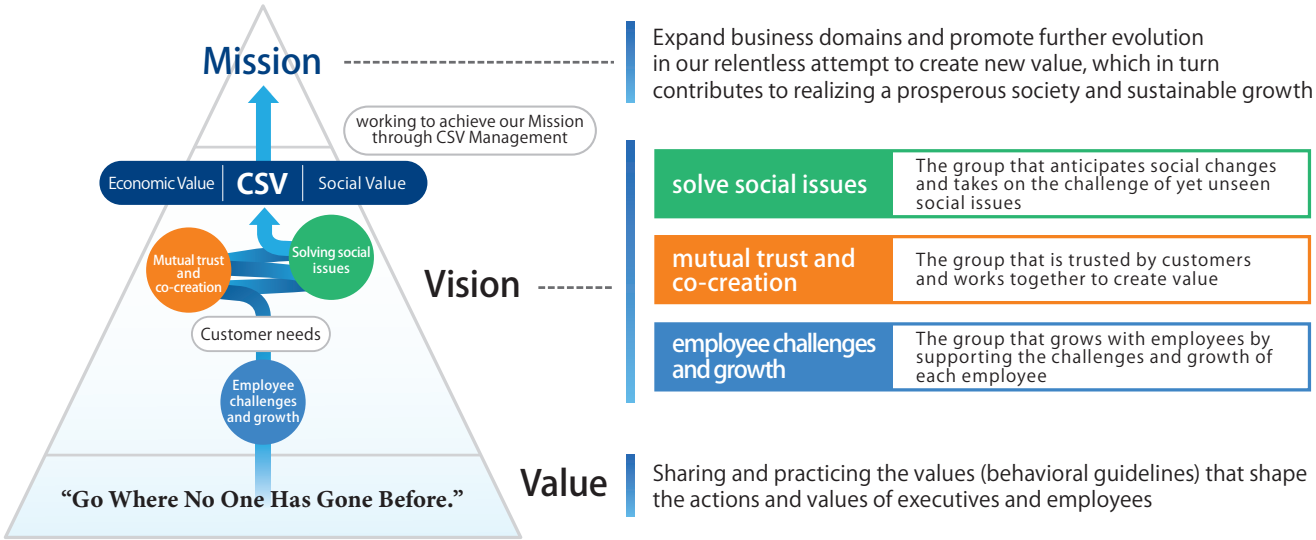 Mission
Expand business domains and promote further evolution
in our relentless attempt to create new value, which in turn
contributes to realizing a prosperous society and sustainable growth
working to achieve our Mission
through CSV Management
Economic Value
CSV
Social Value
Mutual trust
and
co-creation
Solving social
issues
Customer needs
Employee
challenges
and growth
Vision
solve social issues
The group that anticipates social changes
and takes on the challenge of yet unseen
social issues
mutual trust and
co-creation
The group that is trusted by customers
and works together to create value
employee challenges
and growth
The group that grows with employees by
supporting the challenges and growth of
each employee
“Go Where No One Has Gone Before.”
Value
Sharing and practicing the values (behavioral guidelines) that shape
the actions and values of executives and employees